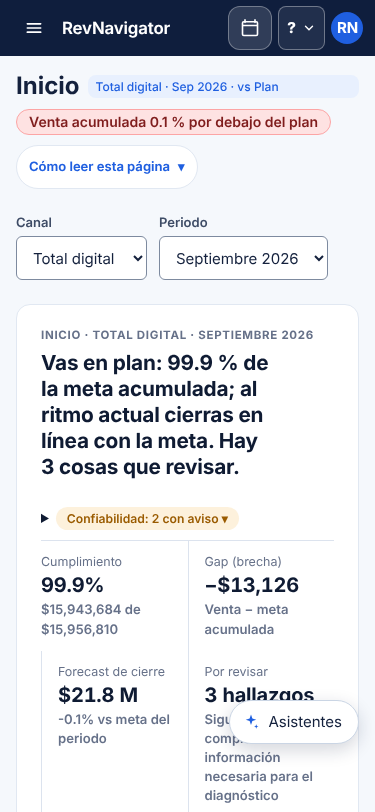 RevNavigator
?
RN
Inicio
Total digital · Sep 2026 · vs Plan
Venta acumulada 0.1 % por debajo del plan
Cómo leer esta página ▾
Canal
Periodo
Total digital
Septiembre 2026
INICIO · TOTAL DIGITAL · SEPTIEMBRE 2026
Vas en plan: 99.9 % de
la meta acumulada; al
ritmo actual cierras en
línea con la meta. Hay
3 cosas que revisar.
Confiabilidad: 2 con aviso ▾
Cumplimiento
99.9%
$15,943,684 de
$15,956,810
Gap (brecha)
−$13,126
Venta − meta
acumulada
Forecast de cierre
$21.8 M
-0.1% vs meta del
periodo
Por revisar
3 hallazgos
información
necesaria para el
diagnóstico
Asistentes